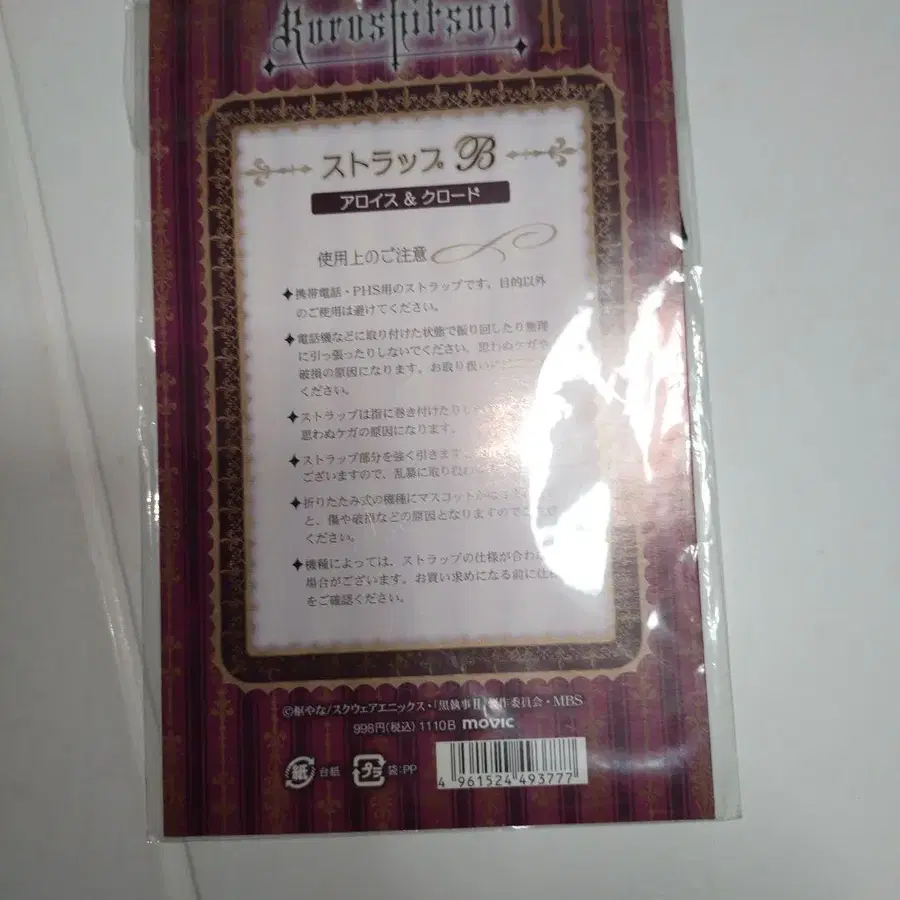 Kuroshitsuji II
ストラップ B
アロイス & クロード
使用上のご注意
携帯電話・PHS用のストラップです。目的以外
のご使用は避けてください。
電話機などに取り付けた状態で振り回したり無理
に引っ張ったりしないでください。思わぬケガや
破損の原因になります。お取り扱いに
ください。
ストラップは指に巻き付けたり
思わぬケガの原因になります。
ストラップ部分を強く引きます
ございますので、乱暴に取り扱わ
折りたたみ式の機種にマスコット
と、傷や破損などの原因となりますのでご
ください。
機種によっては、ストラップの仕様が合わ
場合がございます。お買い求めになる前に仕
をご確認ください。
©枢やな/スクウェアエニックス・「黒執事II」製作委員会・MBS
998円(税込) 1110B movic
紙 台紙 プラ 袋:PP
4 961524 493777